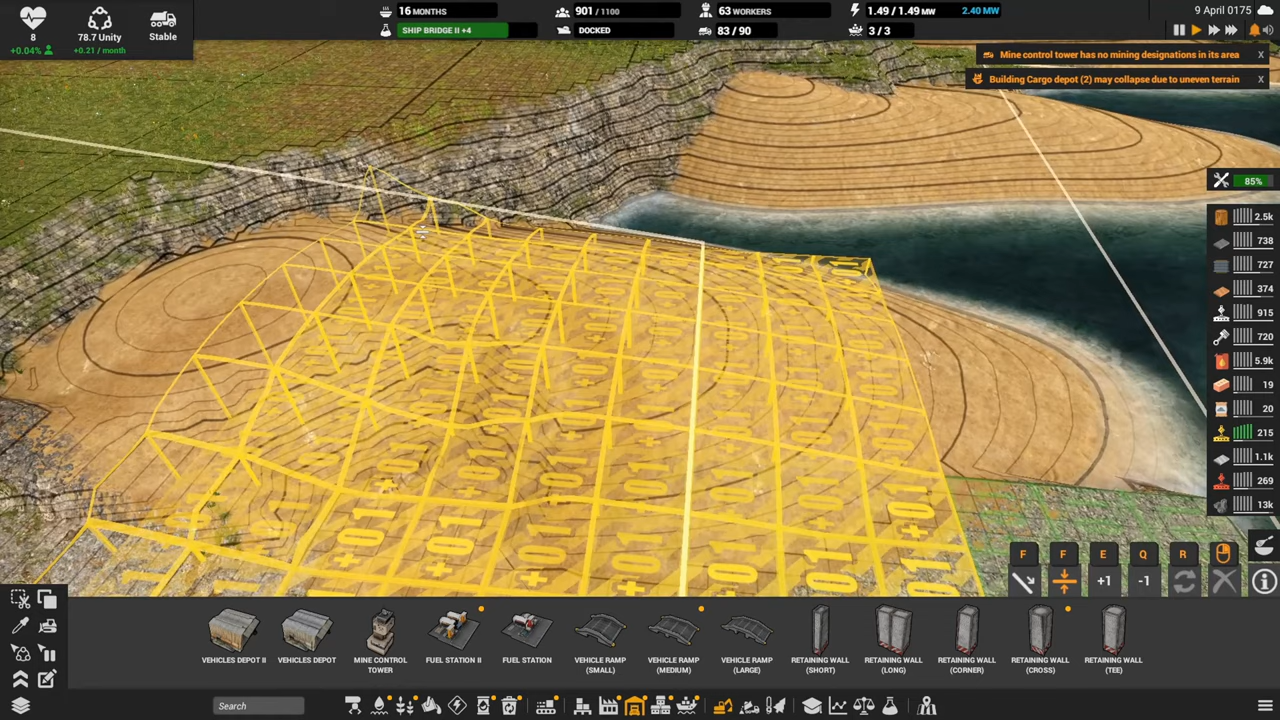 8
+0.04%
78.7 Unity
+0.21 / month
Stable
16 MONTHS
SHIP BRIDGE II +4
901 / 1100
DOCKED
63 WORKERS
83 / 90
1.49 / 1.49 MW
2.40 MW
3 / 3
9 April 0175
Mine control tower has no mining designations in its area X
Building Cargo depot (2) may collapse due to uneven terrain X
85%
2.5k
738
727
374
915
720
5.9k
19
20
215
1.1k
269
13k
+01 +01 +01
F F E Q R
+1 -1
VEHICLES DEPOT II
VEHICLES DEPOT
MINE CONTROL TOWER
FUEL STATION II
FUEL STATION
VEHICLE RAMP (SMALL)
VEHICLE RAMP (MEDIUM)
VEHICLE RAMP (LARGE)
RETAINING WALL (SHORT)
RETAINING WALL (LONG)
RETAINING WALL (CORNER)
RETAINING WALL (CROSS)
RETAINING WALL (TEE)
Search